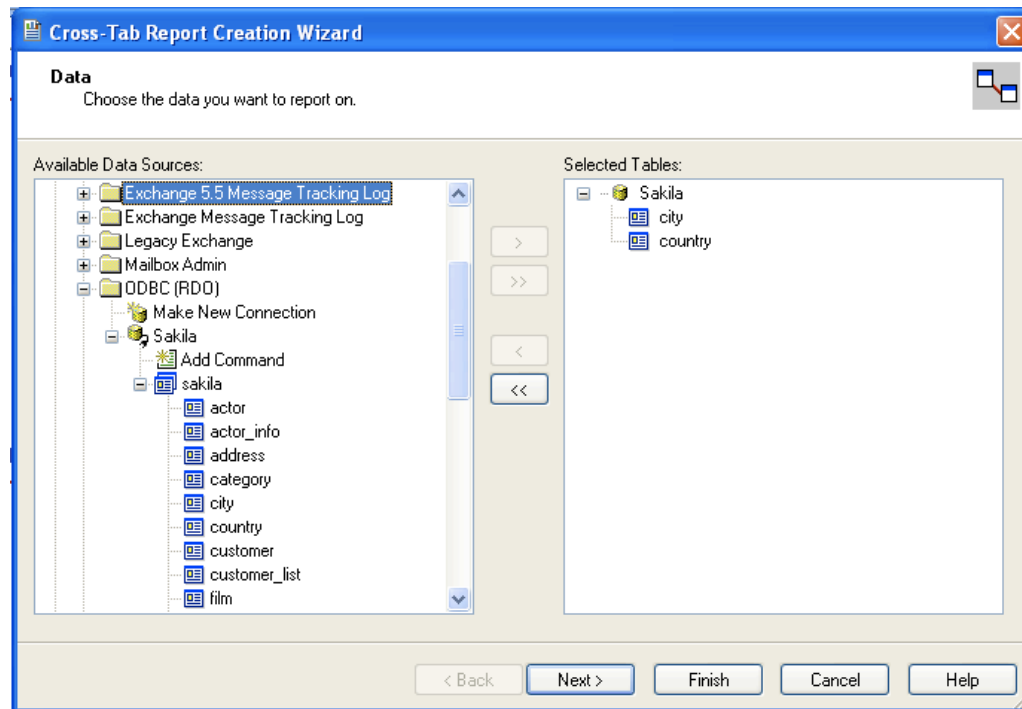 Cross-Tab Report Creation Wizard
Data
Choose the data you want to report on.
Available Data Sources:
Exchange 5.5 Message Tracking Log
Exchange Message Tracking Log
Legacy Exchange
Mailbox Admin
ODBC (RDO)
Make New Connection
Sakila
Add Command
sakila
actor
actor_info
address
category
city
country
customer
customer_list
film
>
>>
<
<<
Selected Tables:
Sakila
city
country
< Back
Next >
Finish
Cancel
Help